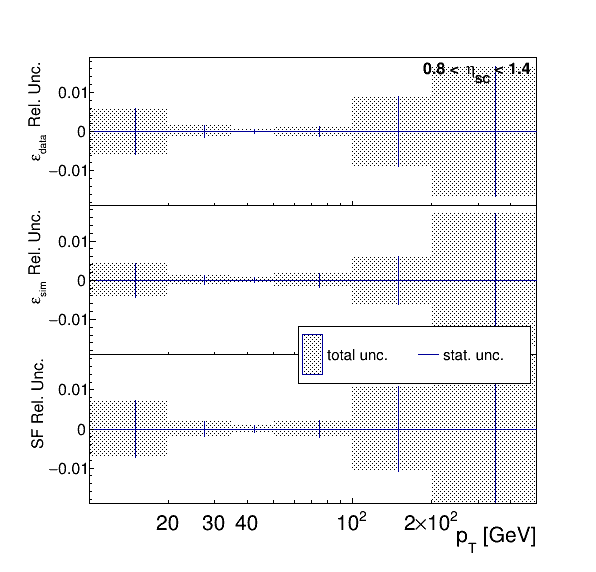 0.8 < η_sc < 1.4
ε_data Rel. Unc.
0.01
0
−0.01
ε_sim Rel. Unc.
0.01
0
−0.01
total unc. stat. unc.
SF Rel. Unc.
0.01
0
−0.01
20 30 40 10² 2×10²
p_T [GeV]